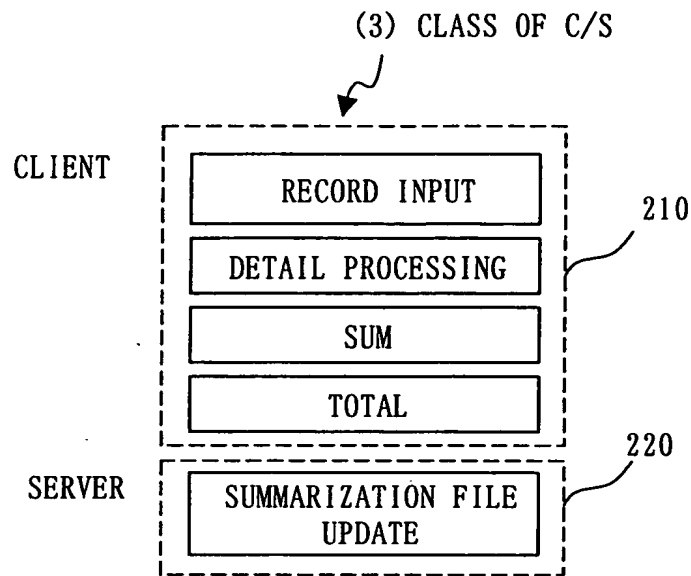 (3) CLASS OF C/S
CLIENT
RECORD INPUT
210
DETAIL PROCESSING
SUM
TOTAL
220
SERVER
SUMMARIZATION FILE
UPDATE